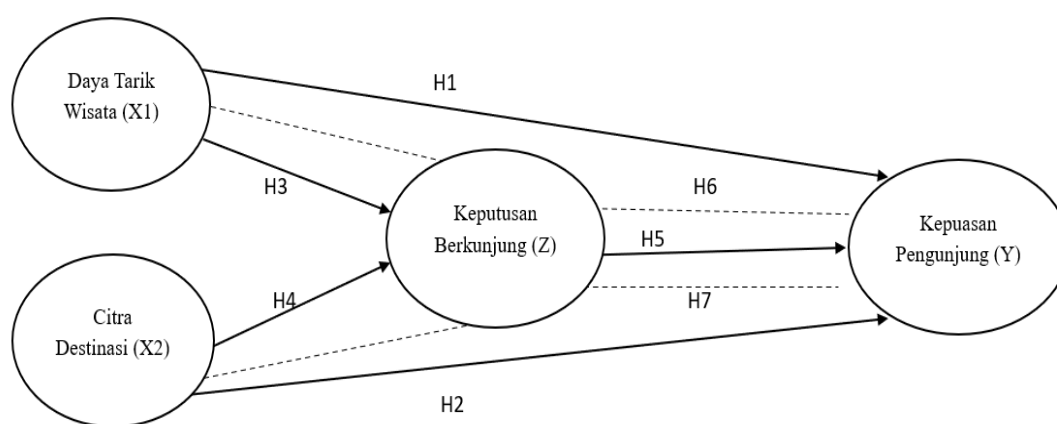 Daya Tarik
Wisata (X1)
H1
H3
Keputusan
Berkunjung (Z)
H6
H5
Kepuasan
Pengunjung (Y)
H4
H7
Citra
Destinasi (X2)
H2